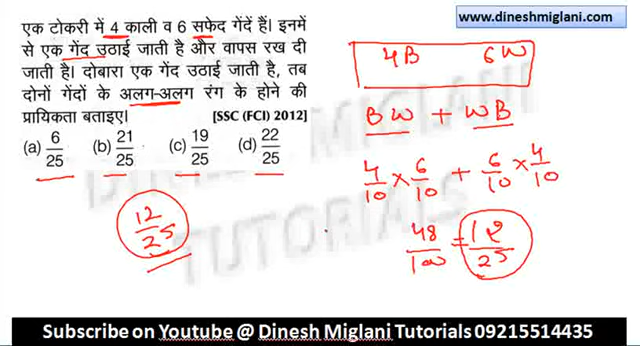 www.dineshmiglani.com
एक टोकरी में 4 काली व 6 सफेद गेंदें हैं। इनमें
से एक गेंद उठाई जाती है और वापस रख दी
जाती है। दोबारा एक गेंद उठाई जाती है, तब
दोनों गेंदों के अलग-अलग रंग के होने की
प्रायिकता बताइए। [SSC (FCI) 2012]
(a) 6/25 (b) 21/25 (c) 19/25 (d) 22/25
12/25
4B 6W
BW + WB
4/10 × 6/10 + 6/10 × 4/10
48/100 = 12/25
DINESH MIGLANI
TUTORIALS
Subscribe on Youtube @ Dinesh Miglani Tutorials 09215514435